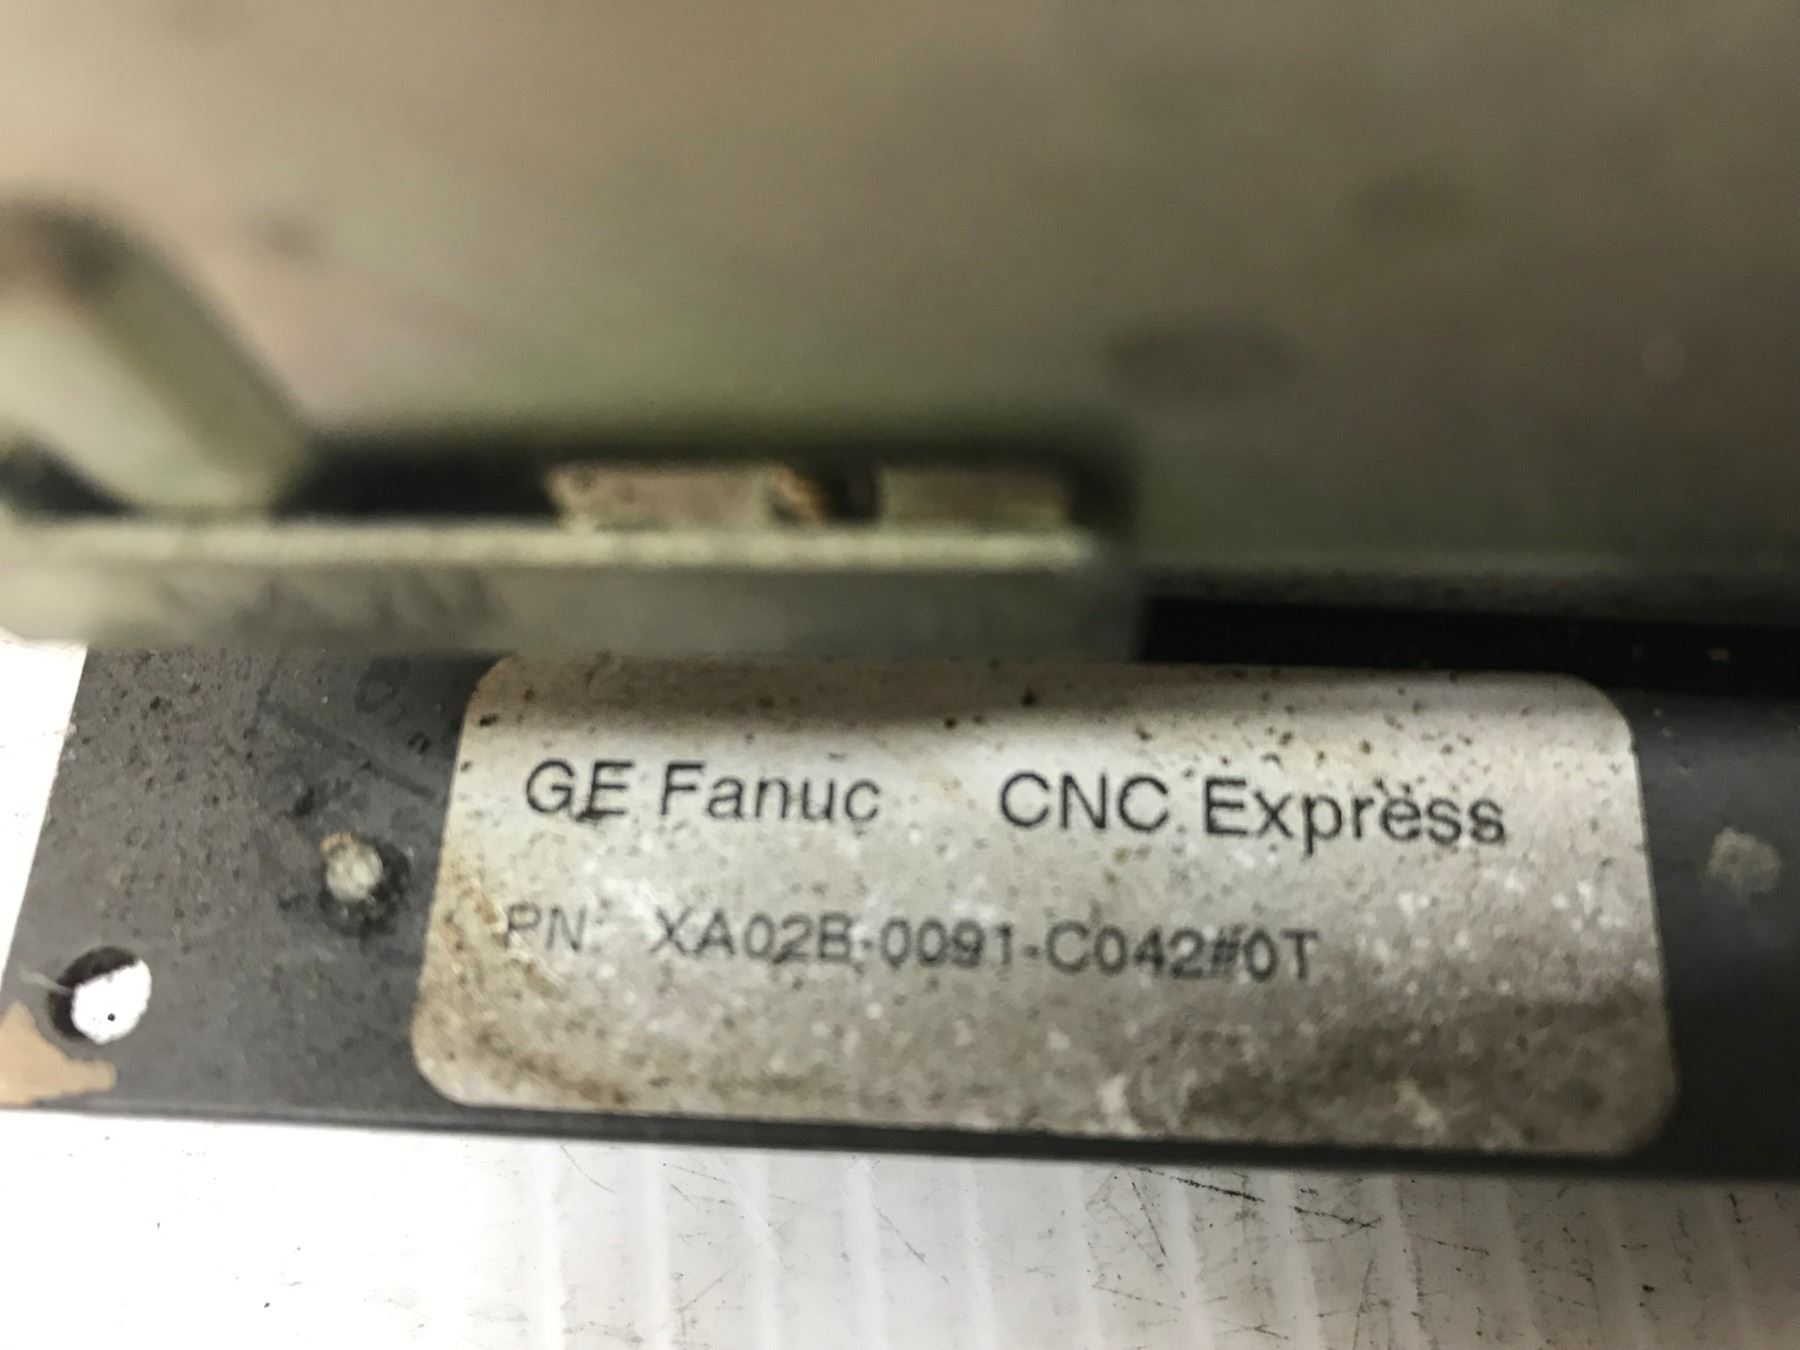 GE Fanuc CNC Express
PN: XA02B-0091-C042#0T